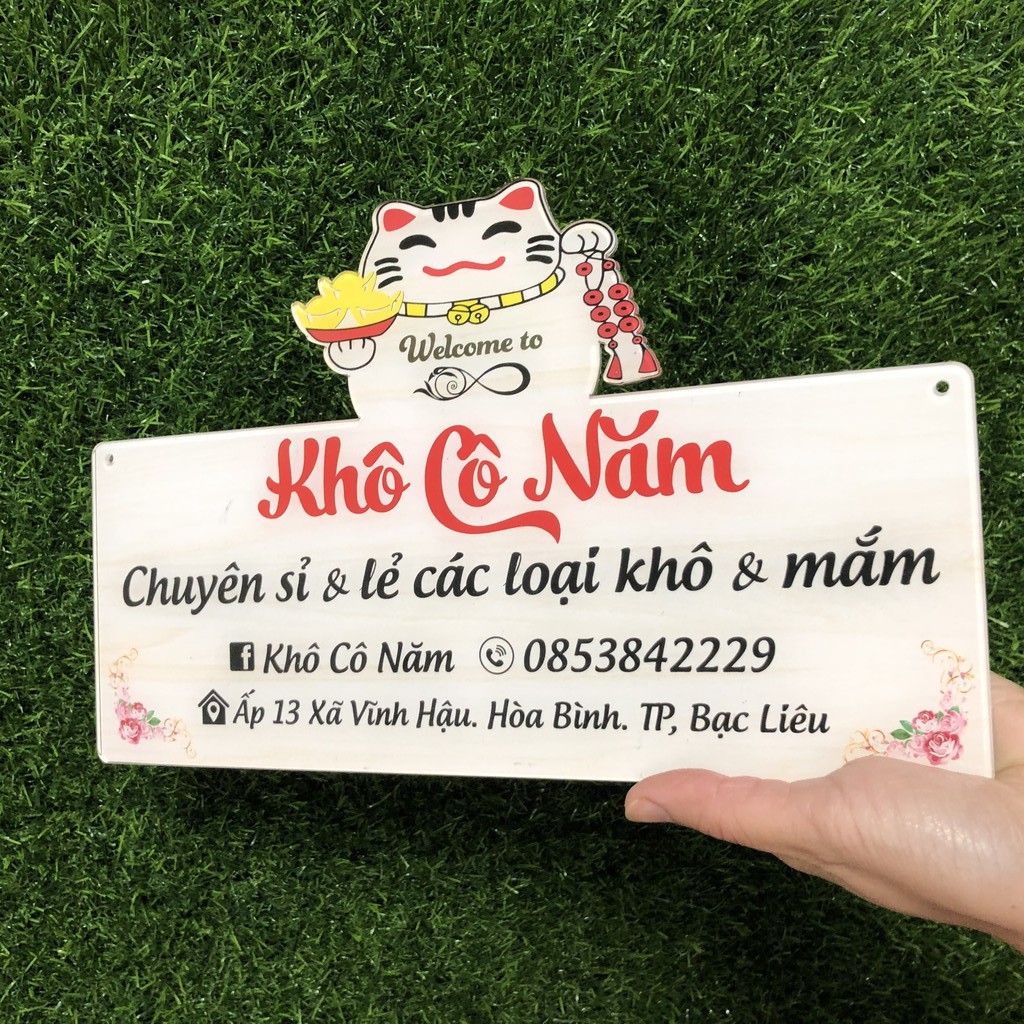 Welcome to
Khô Cô Năm
Chuyên sỉ & lẻ các loại khô & mắm
Khô Cô Năm 0853842229
Ấp 13 Xã Vĩnh Hậu. Hòa Bình. TP, Bạc Liêu